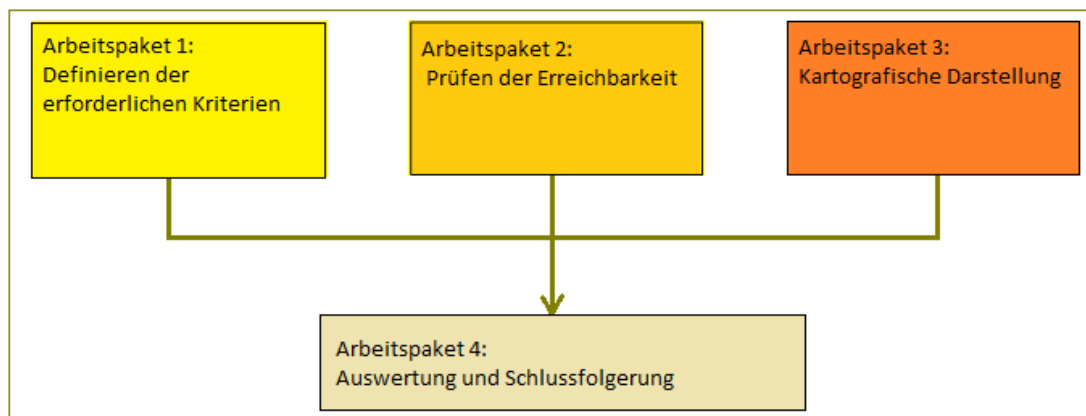 Arbeitspaket 1:
Definieren der
erforderlichen Kriterien
Arbeitspaket 2:
Prüfen der Erreichbarkeit
Arbeitspaket 3:
Kartografische Darstellung
Arbeitspaket 4:
Auswertung und Schlussfolgerung